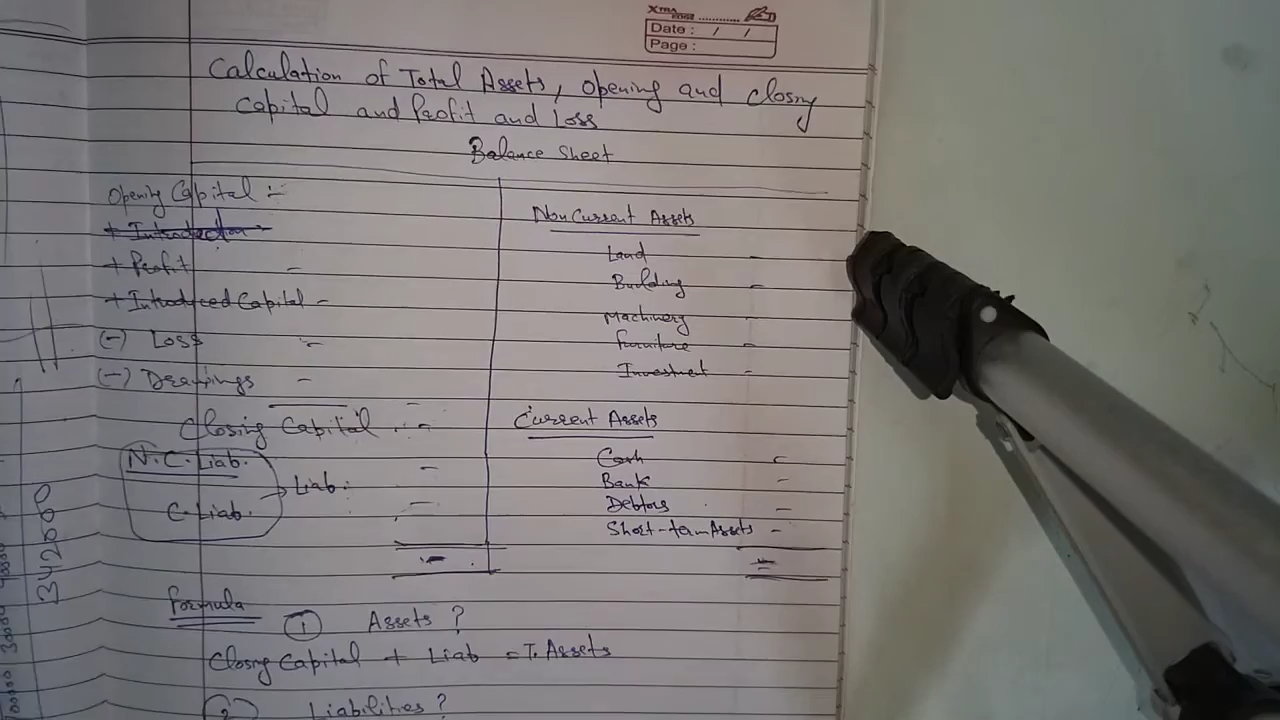 Date : / /
Page :
Calculation of Total Assets, Opening and Closing
Capital and Profit and Loss
Balance Sheet
Opening Capital :-
+ Profit -
+ Introduced Capital -
(-) Loss :-
(-) Drawings -
Closing Capital :-
N.C. Liab. -
C. Liab. -
Liab :
Non Current Assets
Land -
Building -
Machinery -
Furniture -
Investment -
Current Assets
Cash -
Bank -
Debtors -
Short-term Assets -
Formula
1 Assets ?
Closing Capital + Liab = T. Assets
2 Liabilities ?
342000